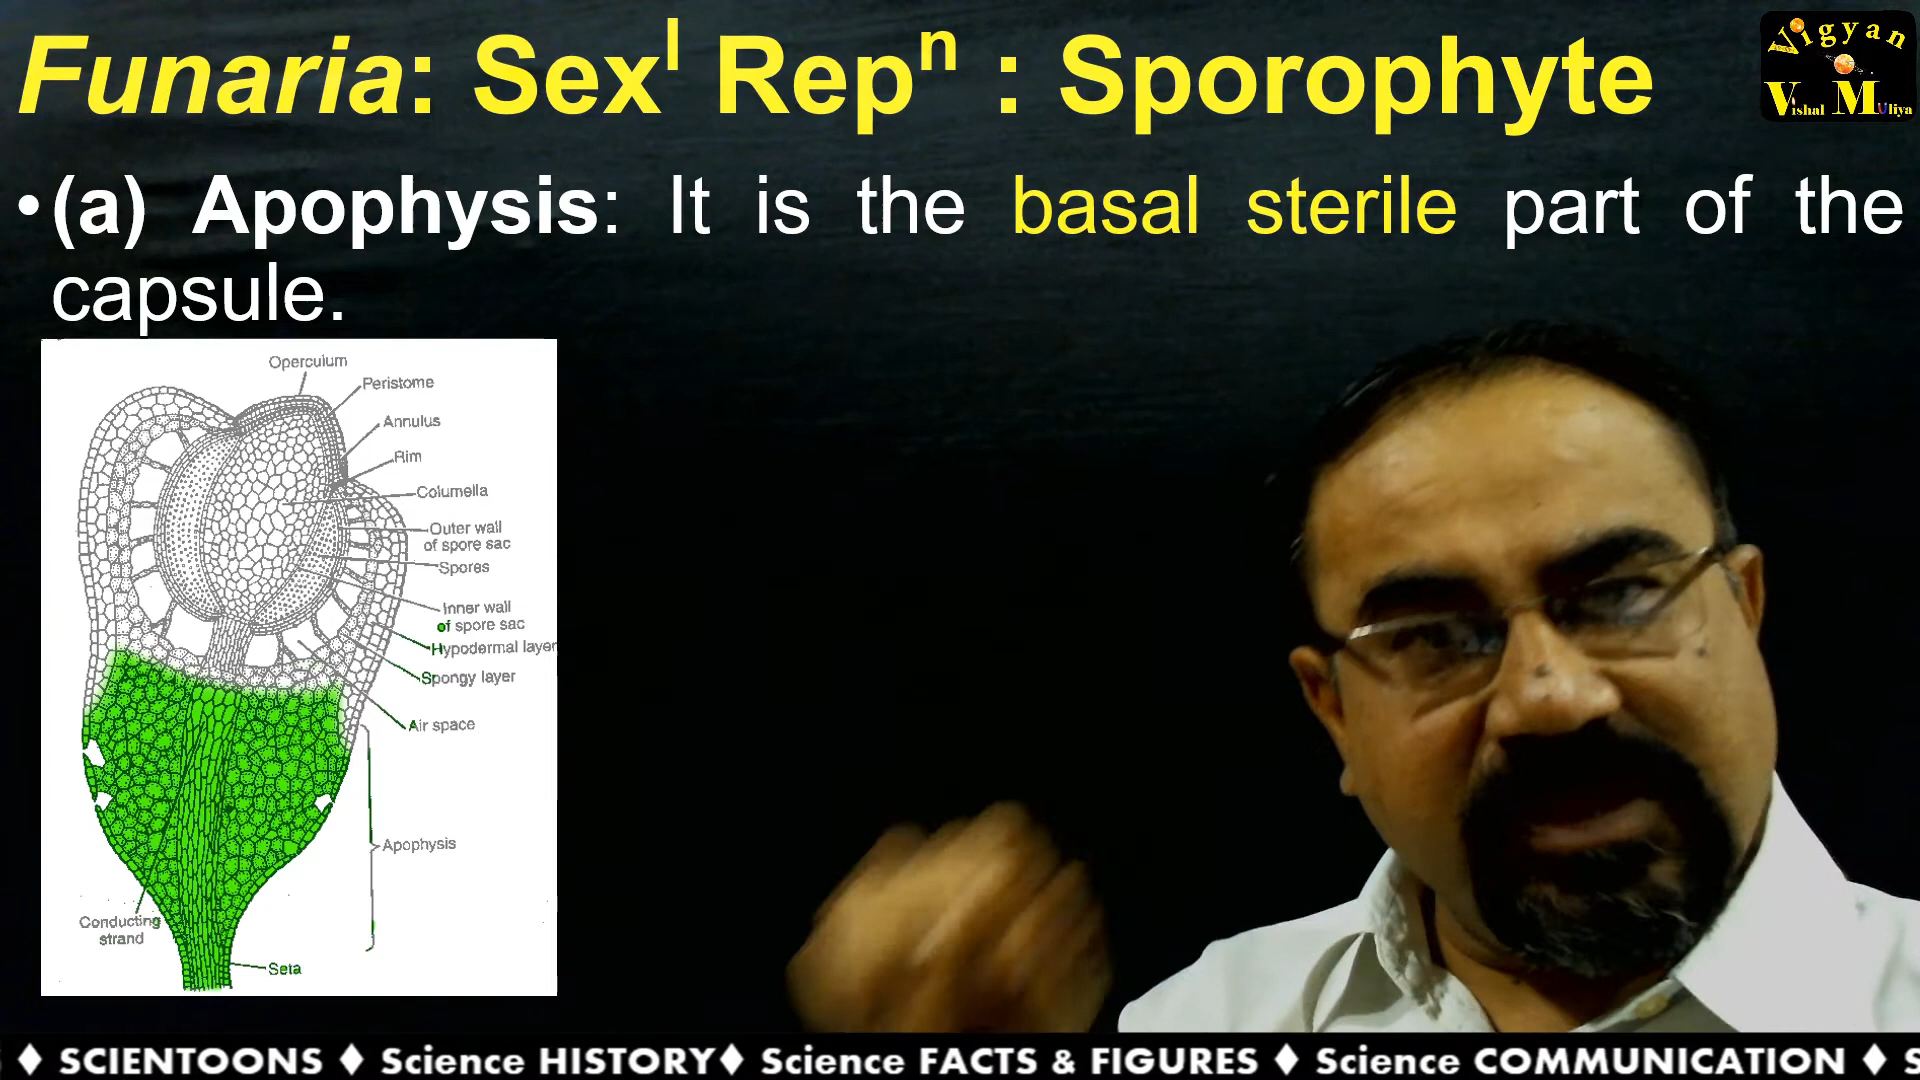 Funaria: Sexˡ Repⁿ : Sporophyte
Vigyan
Vishal Muliya
•(a) Apophysis: It is the basal sterile part of the
capsule.
Operculum
Peristome
Annulus
Rim
Columella
Outer wall
of spore sac
Spores
Inner wall
of spore sac
Hypodermal layer
Spongy layer
Air space
Apophysis
Conducting
strand
Seta
♦ SCIENTOONS ♦ Science HISTORY♦ Science FACTS & FIGURES ♦ Science COMMUNICATION ♦ S